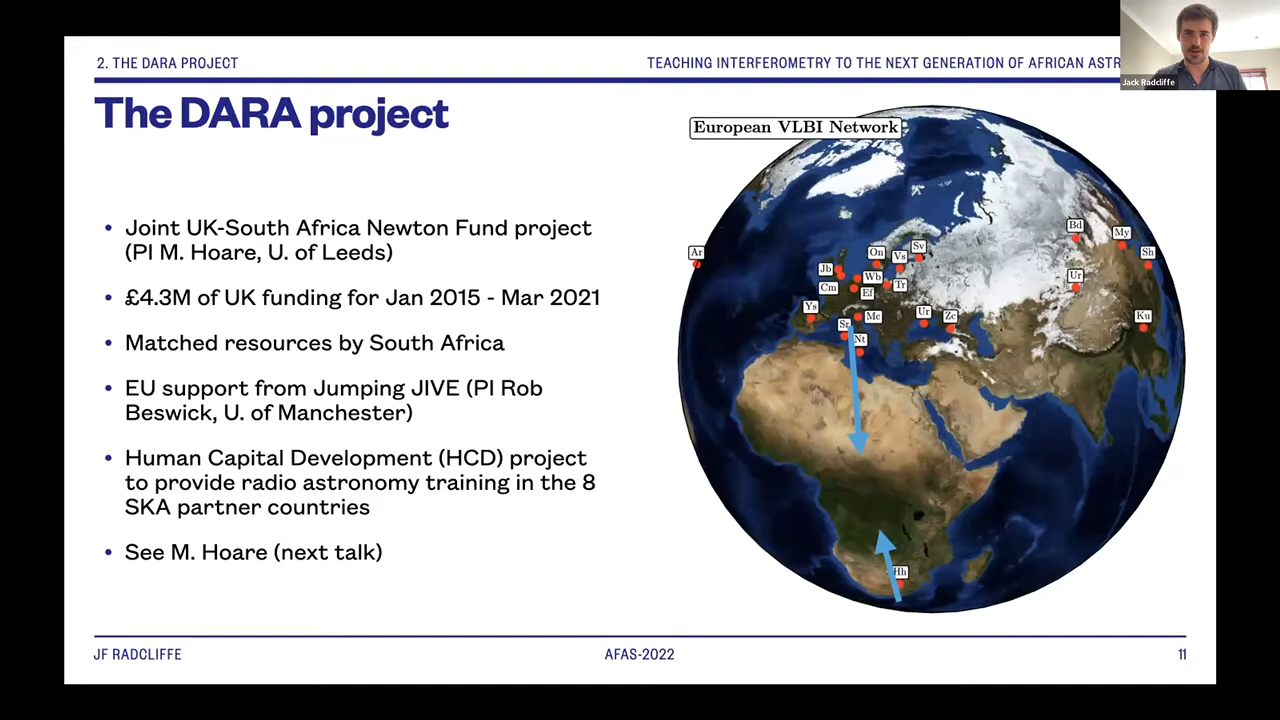 2. THE DARA PROJECT
TEACHING INTERFEROMETRY TO THE NEXT GENERATION OF AFRICAN ASTR
Jack Radcliffe
The DARA project
European VLBI Network
• Joint UK-South Africa Newton Fund project
(PI M. Hoare, U. of Leeds)
• £4.3M of UK funding for Jan 2015 - Mar 2021
• Matched resources by South Africa
• EU support from Jumping JIVE (PI Rob
Beswick, U. of Manchester)
• Human Capital Development (HCD) project
to provide radio astronomy training in the 8
SKA partner countries
• See M. Hoare (next talk)
Ar
Jb
Cm
On
Wb
Ef
Vs
Sv
Tr
Ys
Sr
Mc
Nt
Ur
Zc
Bd
Ur
My
Sh
Ku
Hh
JF RADCLIFFE
AFAS-2022
11